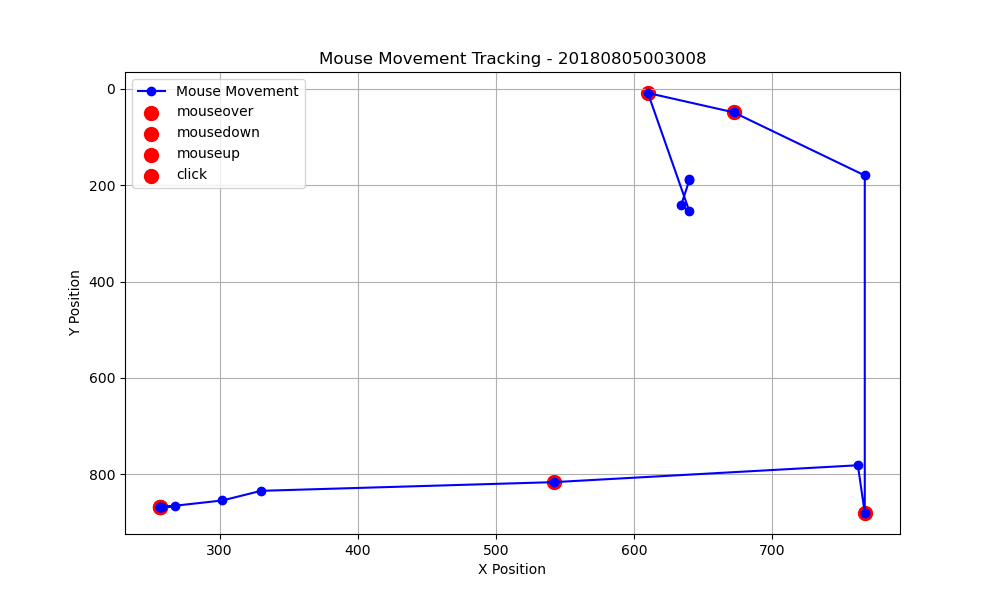 Mouse Movement Tracking - 20180805003008
Mouse Movement
mouseover
mousedown
mouseup
click
0
200
400
600
800
Y Position
300
400
500
600
700
X Position